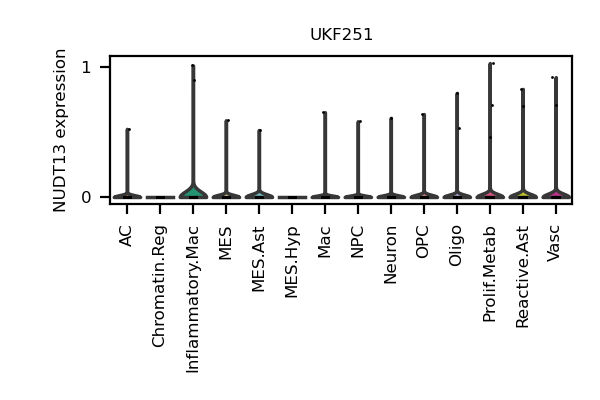 UKF251
NUDT13 expression
1
0
AC
Chromatin.Reg
Inflammatory.Mac
MES
MES.Ast
MES.Hyp
Mac
NPC
Neuron
OPC
Oligo
Prolif.Metab
Reactive.Ast
Vasc